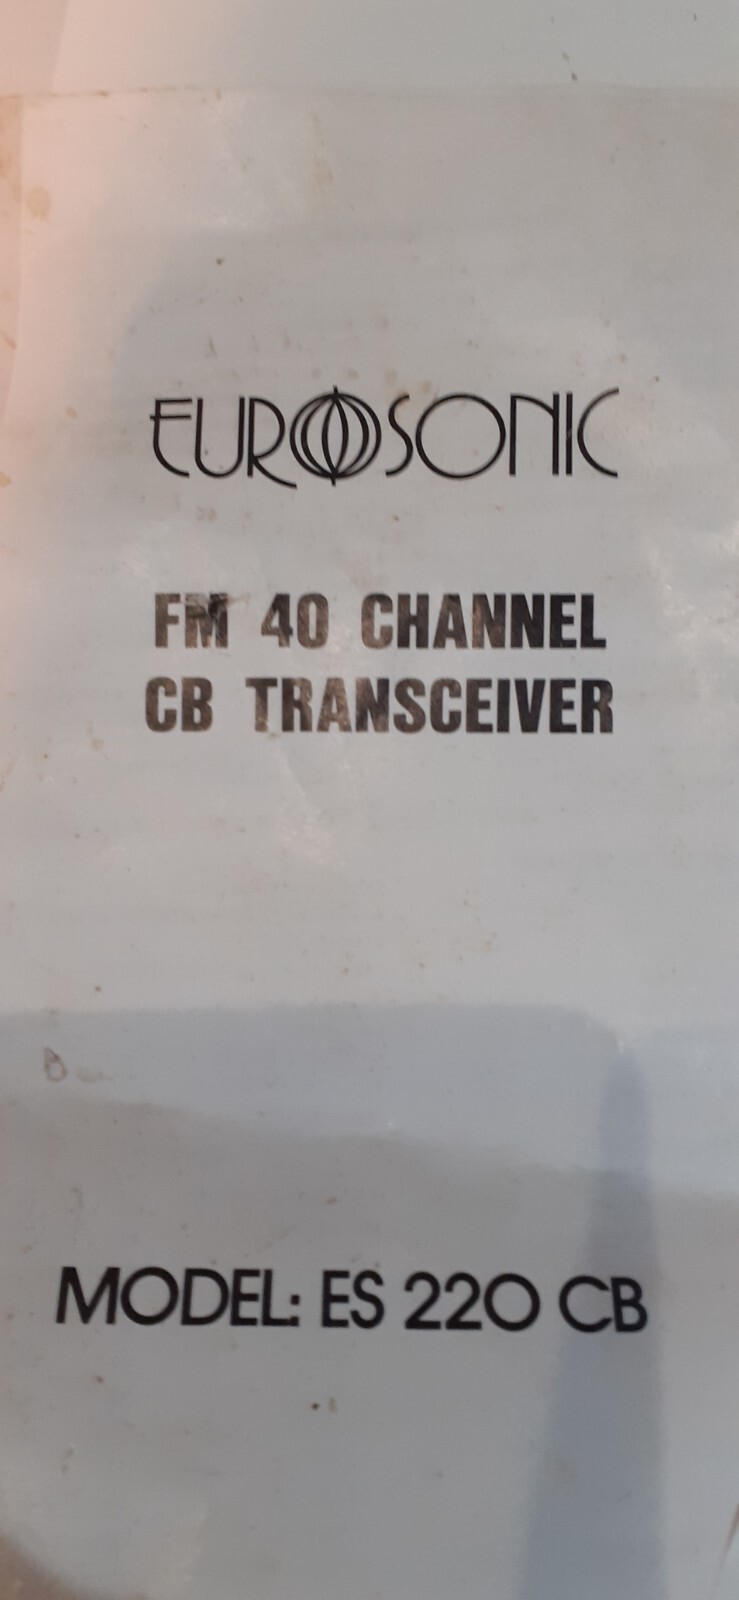 EUROSONIC
FM 40 CHANNEL
CB TRANSCEIVER
MODEL: ES 220 CB